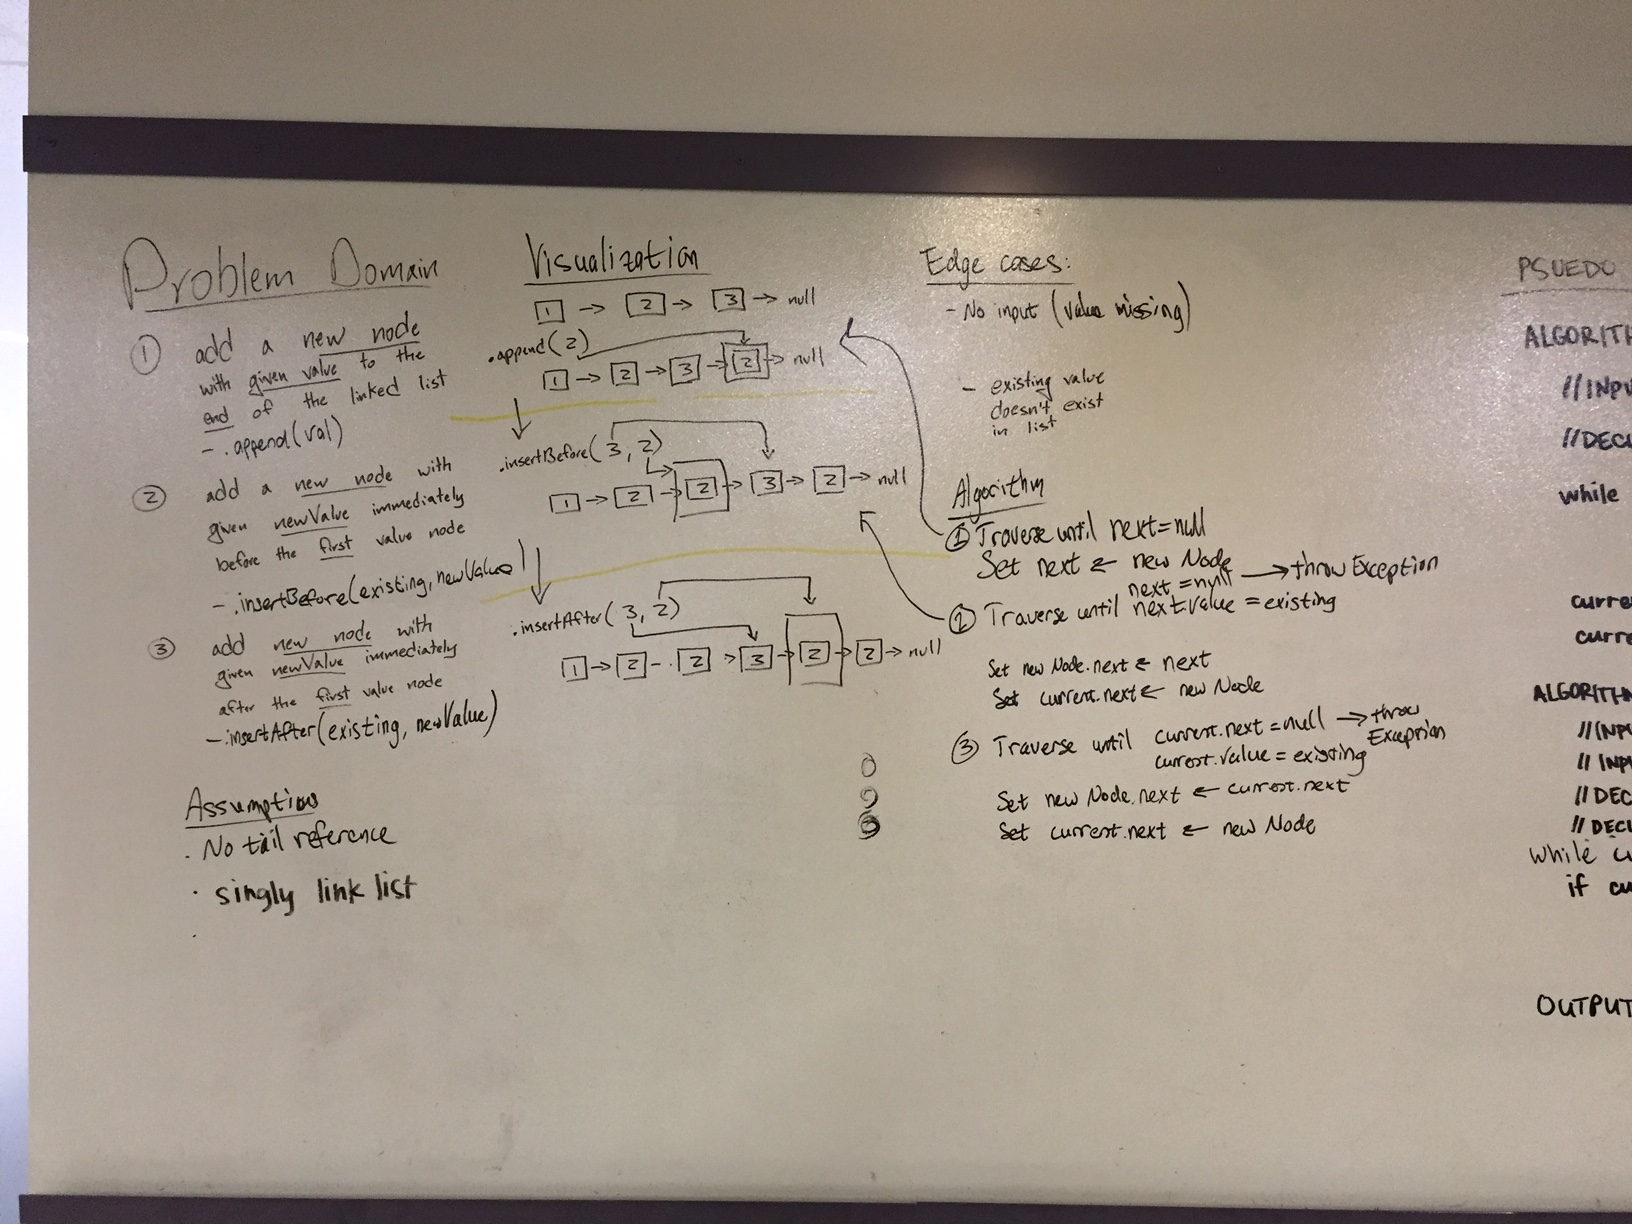 Problem Domain
① add a new node
with given value to the
end of the linked list
- .append(val)
② add a new node with
given newValue immediately
before the first value node
- .insertBefore(existing, newValue)
③ add new node with
given newValue immediately
after the first value node
- .insertAfter(existing, newValue)
Assumptions
. No tail reference
. singly link list
Visualization
1 → 2 → 3 → null
.append(2)
1 → 2 → 3 → 2 → null
.insertBefore(3, 2)
1 → 2 → 2 → 3 → 2 → null
.insertAfter(3, 2)
1 → 2 - . 2 > 3 → 2 → 2 → null
Edge cases:
- No input (value missing)
- existing value
doesn't exist
in list
Algorithm
① Traverse until next = null
Set next ← new Node
next = null → throw Exception
② Traverse until next.value = existing
Set new Node.next ← next
Set current.next ← new Node
③ Traverse until current.next = null → throw
Exception
current.value = existing
Set new Node.next ← current.next
Set current.next ← new Node
PSUEDO
ALGORITH
//INPU
//DECL
while
curre
curre
ALGORITHM
//INPU
//INPU
//DEC
//DECL
while cu
if cu
OUTPUT